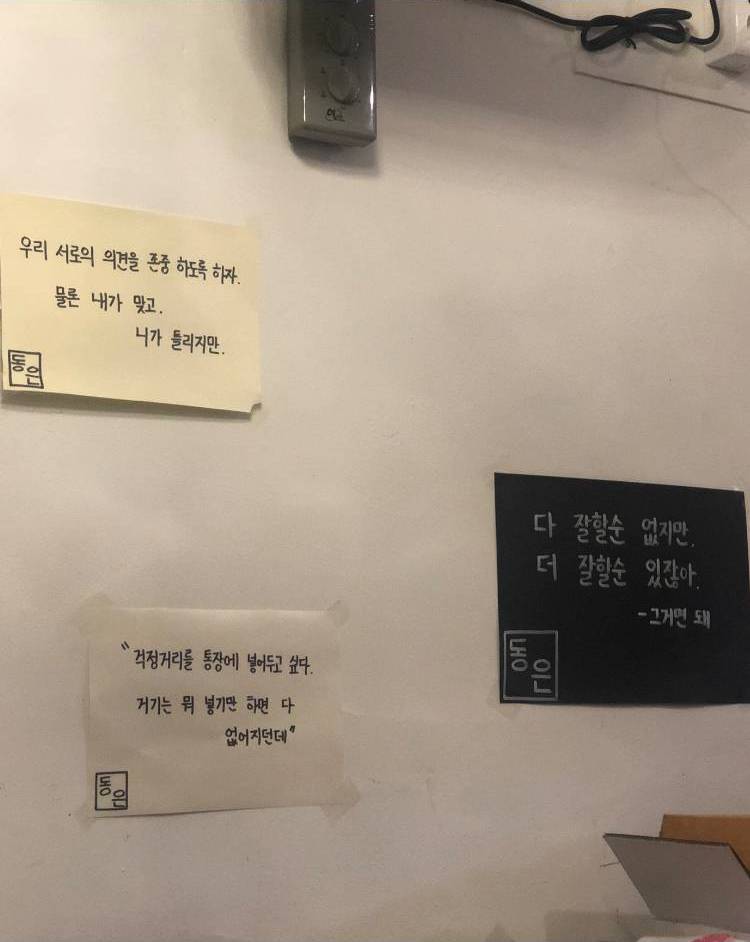 우리 서로의 의견을 존중 하도록 하자.
물론 내가 맞고.
니가 틀리지만.
동은
다 잘할순 없지만.
더 잘할순 있잖아.
-그거면 돼
동은
"걱정거리를 통장에 넣어두고 싶다.
거기는 뭐 넣기만 하면 다
없어지던데"
동은